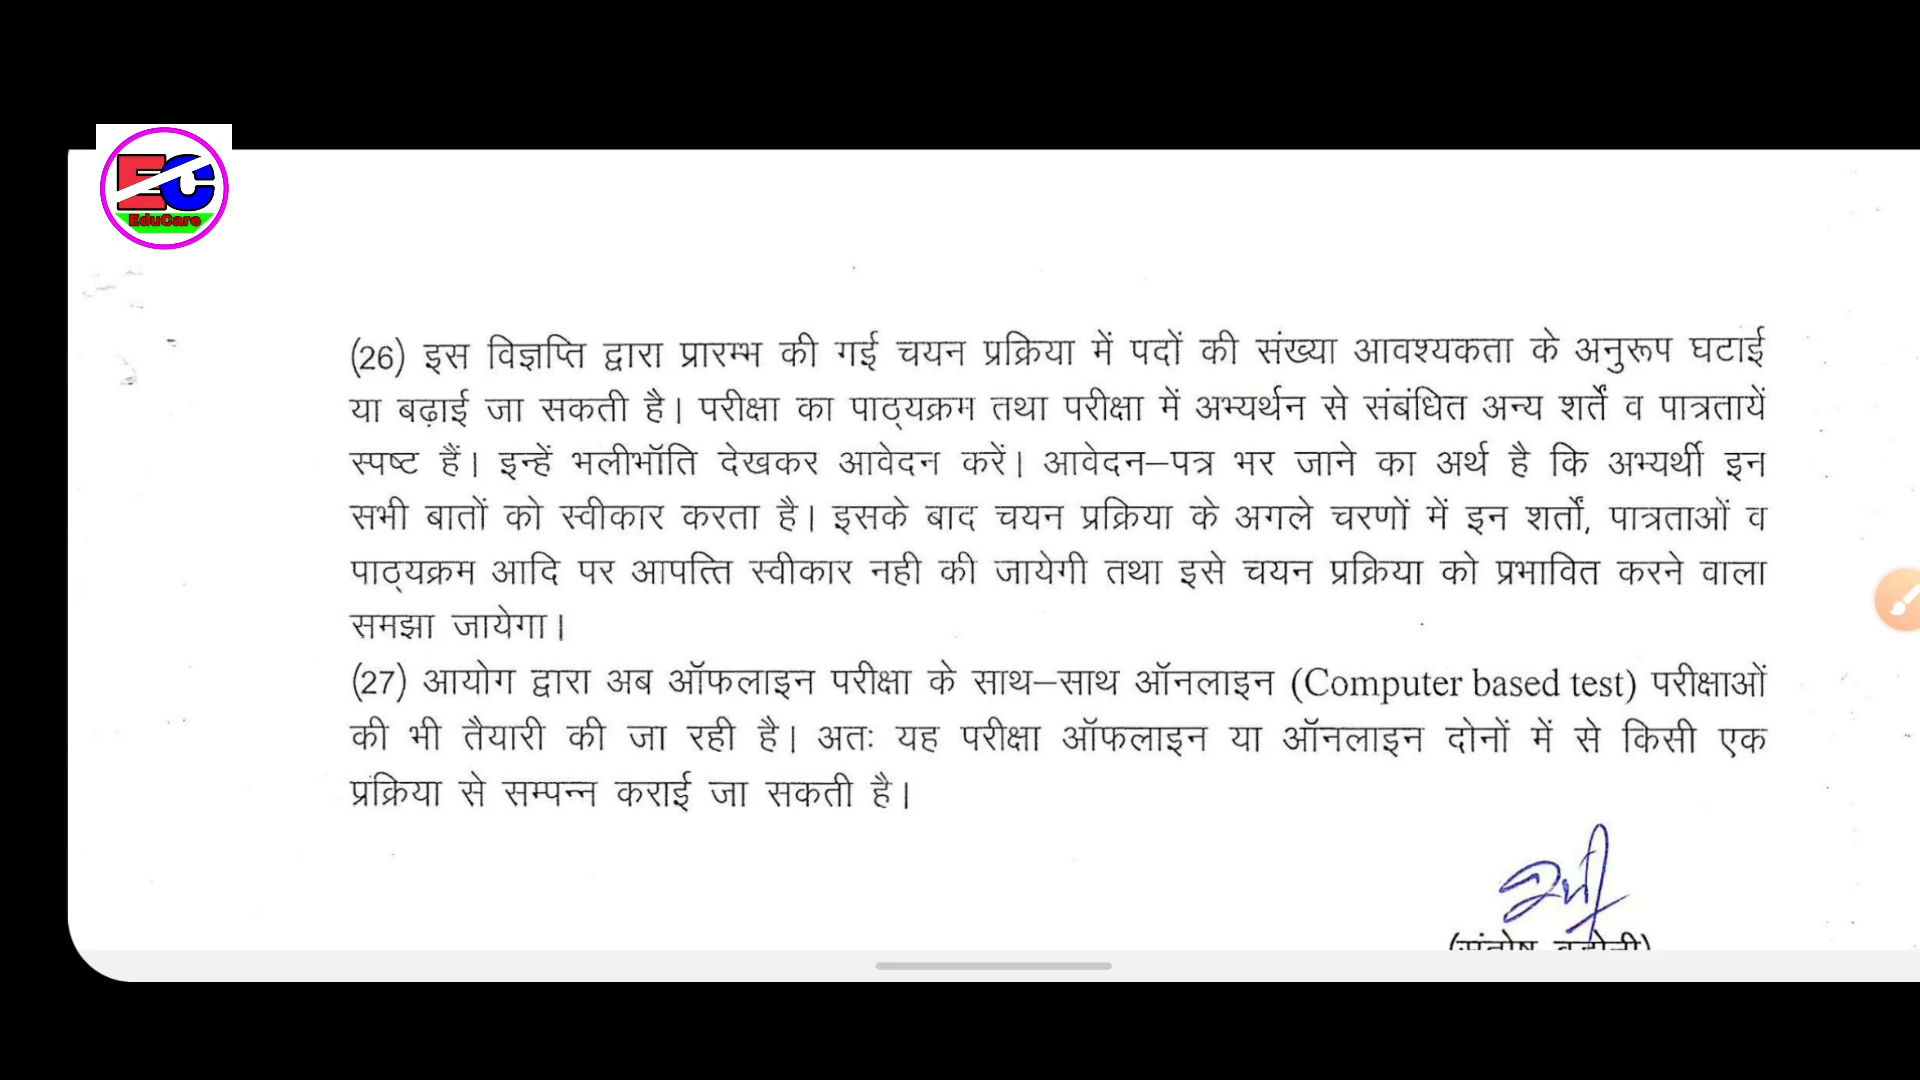 EC
EduCare
(26) इस विज्ञप्ति द्वारा प्रारम्भ की गई चयन प्रक्रिया में पदों की संख्या आवश्यकता के अनुरूप घटाई
या बढ़ाई जा सकती है। परीक्षा का पाठ्यक्रम तथा परीक्षा में अभ्यर्थन से संबंधित अन्य शर्तें व पात्रतायें
स्पष्ट हैं। इन्हें भलीभॉति देखकर आवेदन करें। आवेदन–पत्र भर जाने का अर्थ है कि अभ्यर्थी इन
सभी बातों को स्वीकार करता है। इसके बाद चयन प्रक्रिया के अगले चरणों में इन शर्तों, पात्रताओं व
पाठ्यक्रम आदि पर आपत्ति स्वीकार नही की जायेगी तथा इसे चयन प्रक्रिया को प्रभावित करने वाला
समझा जायेगा।
(27) आयोग द्वारा अब ऑफलाइन परीक्षा के साथ–साथ ऑनलाइन (Computer based test) परीक्षाओं
की भी तैयारी की जा रही है। अतः यह परीक्षा ऑफलाइन या ऑनलाइन दोनों में से किसी एक
प्रक्रिया से सम्पन्न कराई जा सकती है।